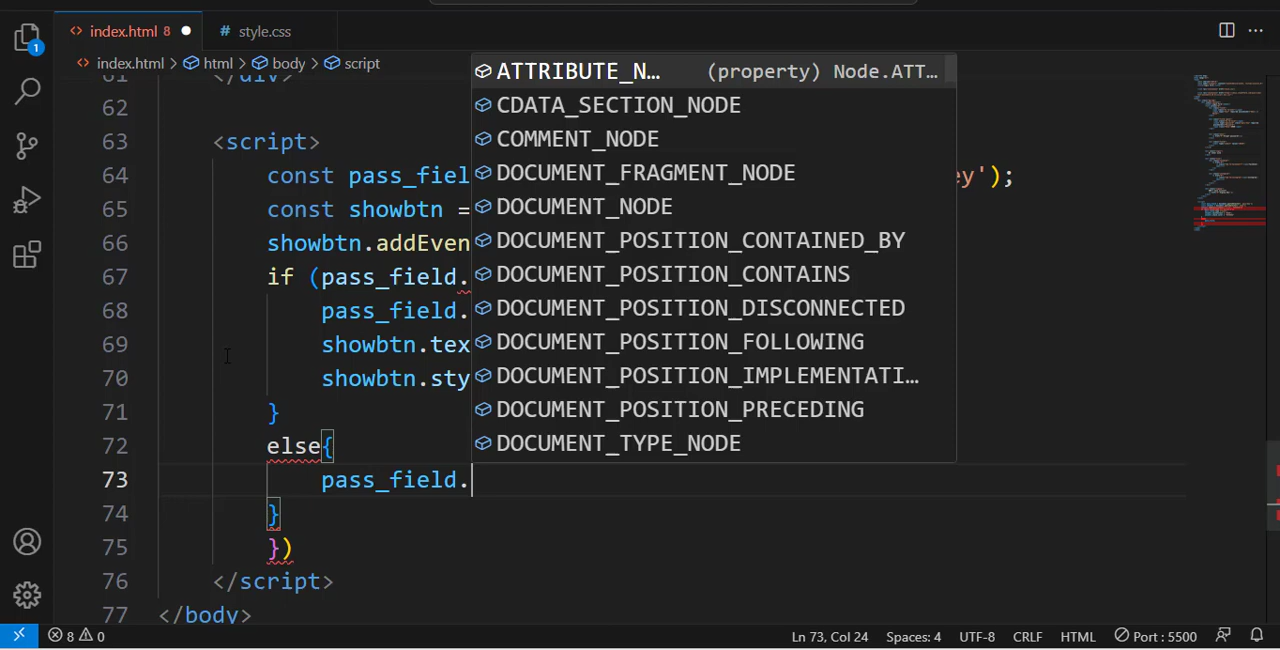 index.html 8
# style.css
index.html > html > body > script
1
62
63 <script>
64 const pass_fiel ey');
65 const showbtn =
66 showbtn.addEven
67 if (pass_field.
68 pass_field.
69 showbtn.tex
70 showbtn.sty
71 }
72 else{
73 pass_field.
74 }
75 })
76 </script>
77 </body>
ATTRIBUTE_N... (property) Node.ATT...
CDATA_SECTION_NODE
COMMENT_NODE
DOCUMENT_FRAGMENT_NODE
DOCUMENT_NODE
DOCUMENT_POSITION_CONTAINED_BY
DOCUMENT_POSITION_CONTAINS
DOCUMENT_POSITION_DISCONNECTED
DOCUMENT_POSITION_FOLLOWING
DOCUMENT_POSITION_IMPLEMENTATI...
DOCUMENT_POSITION_PRECEDING
DOCUMENT_TYPE_NODE
8 0 Ln 73, Col 24 Spaces: 4 UTF-8 CRLF HTML Port : 5500